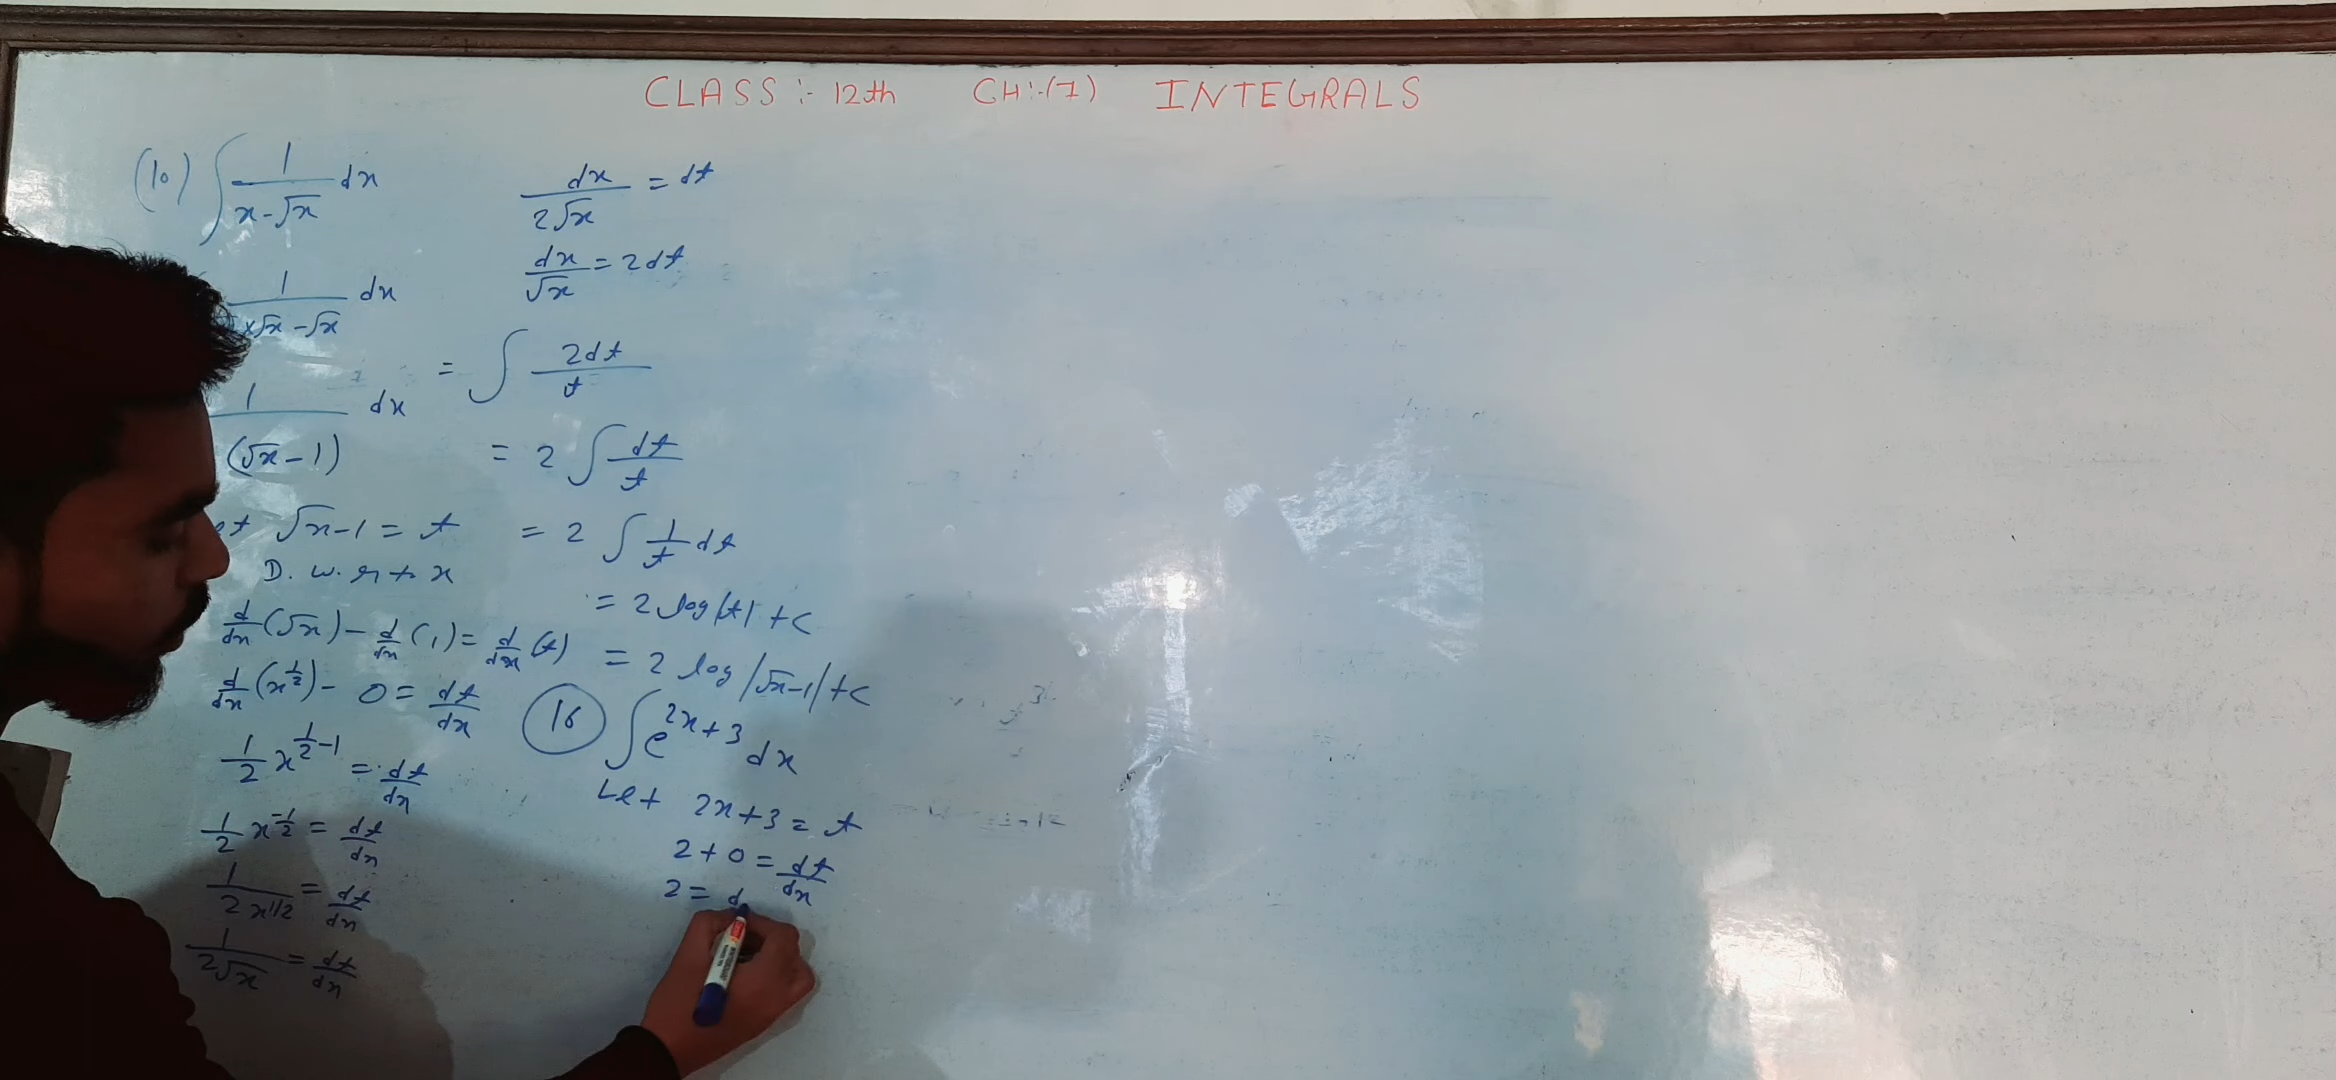 CLASS :- 12th CH:-(7) INTEGRALS
(10) ∫ 1/(x-√x) dx
1/(x√x -√x) dx
1/(√x-1) dx
√x-1 = t
D. w. r. to x
d/dx (√x) - d/dx (1) = d/dx (t)
d/dx (x^(1/2)) - 0 = dt/dx
1/2 x^(1/2 -1) = dt/dx
1/2 x^(-1/2) = dt/dx
1/(2x^(1/2)) = dt/dx
1/(2√x) = dt/dx
dx/(2√x) = dt
dx/√x = 2dt
= ∫ 2dt/t
= 2 ∫ dt/t
= 2 ∫ 1/t dt
= 2 log|t| +c
= 2 log |√x-1| +c
(16) ∫ e^(2x+3) dx
Let 2x+3 = t
2+0 = dt/dx
2 = d